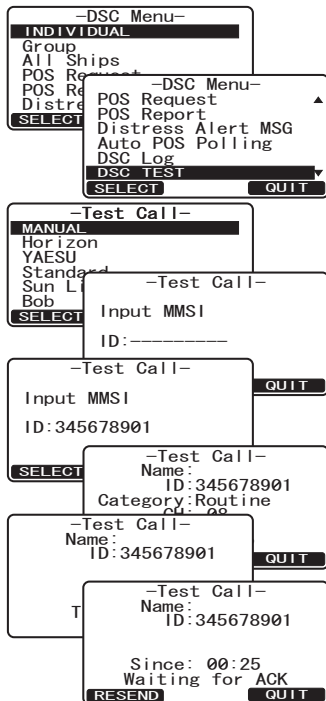 -DSC Menu-
INDIVIDUAL
Group
All Ships
POS Request
POS Re
Distre
SELECT
-DSC Menu-
POS Request
POS Report
Distress Alert MSG
Auto POS Polling
DSC Log
DSC TEST
SELECT QUIT
-Test Call-
MANUAL
Horizon
YAESU
Standard
Sun Li
Bob
SELECT
-Test Call-
Input MMSI
ID:---------
QUIT
-Test Call-
Input MMSI
ID:345678901
SELECT
-Test Call-
Name:
ID:345678901
Category:Routine
CH: 08
QUIT
-Test Call-
Name:
ID:345678901
T
-Test Call-
Name:
ID:345678901
Since: 00:25
Waiting for ACK
RESEND QUIT